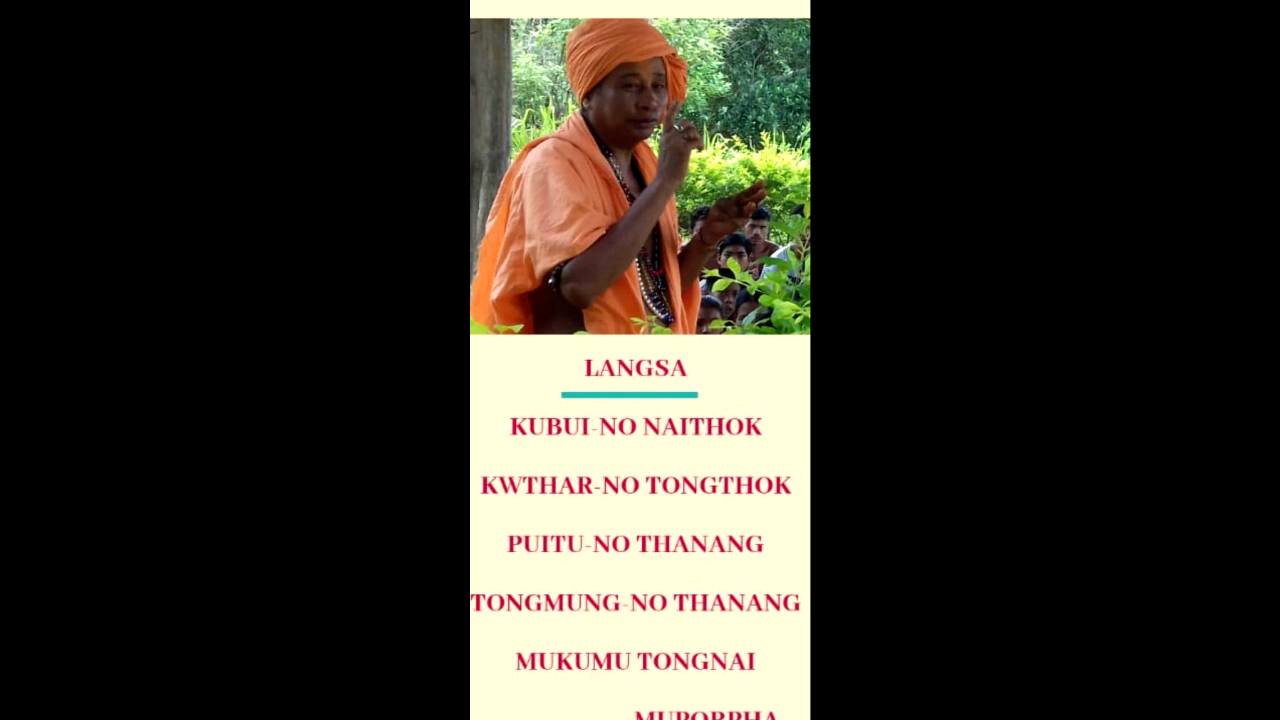 LANGSA
KUBUI-NO NAITHOK
KWTHAR-NO TONGTHOK
PUITU-NO THANANG
TONGMUNG-NO THANANG
MUKUMU TONGNAI